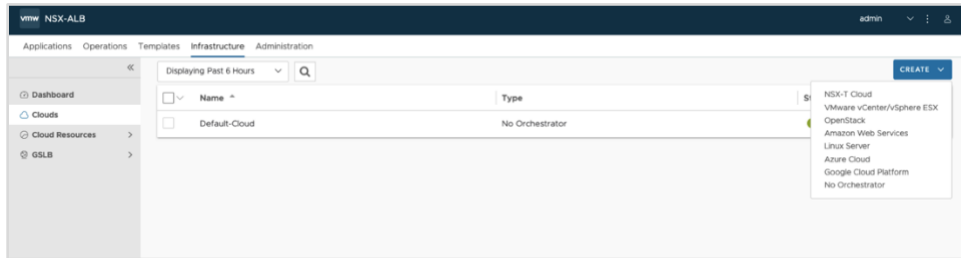 vmw NSX-ALB
admin
Applications Operations Templates Infrastructure Administration
Displaying Past 6 Hours
CREATE
Dashboard
Clouds
Cloud Resources
GSLB
Name
Type
Default-Cloud
No Orchestrator
NSX-T Cloud
VMware vCenter/vSphere ESX
OpenStack
Amazon Web Services
Linux Server
Azure Cloud
Google Cloud Platform
No Orchestrator